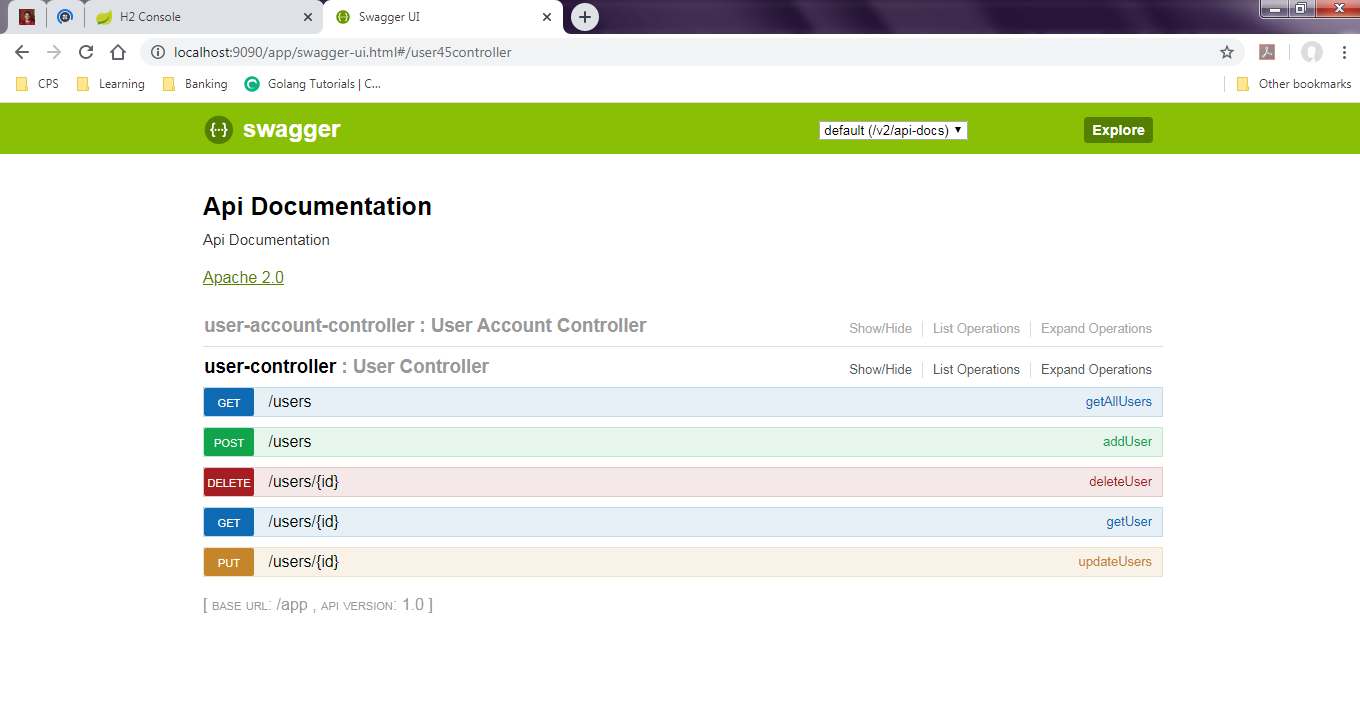 H2 Console
Swagger UI
localhost:9090/app/swagger-ui.html#/user45controller
CPS Learning Banking Golang Tutorials | C... Other bookmarks
{··} swagger default (/v2/api-docs) Explore
Api Documentation
Api Documentation
Apache 2.0
user-account-controller : User Account Controller Show/Hide List Operations Expand Operations
user-controller : User Controller Show/Hide List Operations Expand Operations
GET /users getAllUsers
POST /users addUser
DELETE /users/{id} deleteUser
GET /users/{id} getUser
PUT /users/{id} updateUsers
[ BASE URL: /app , API VERSION: 1.0 ]